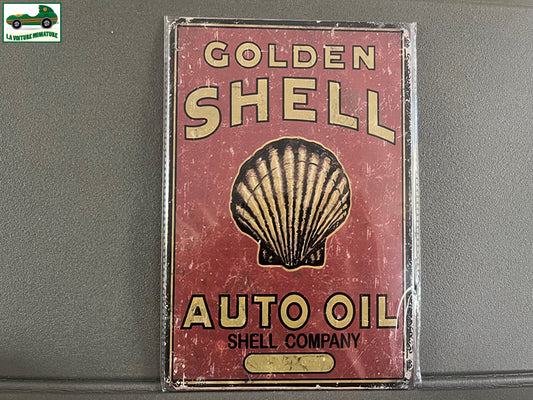 LA VOITURE MINIATURE
GOLDEN
SHELL
AUTO OIL
SHELL COMPANY